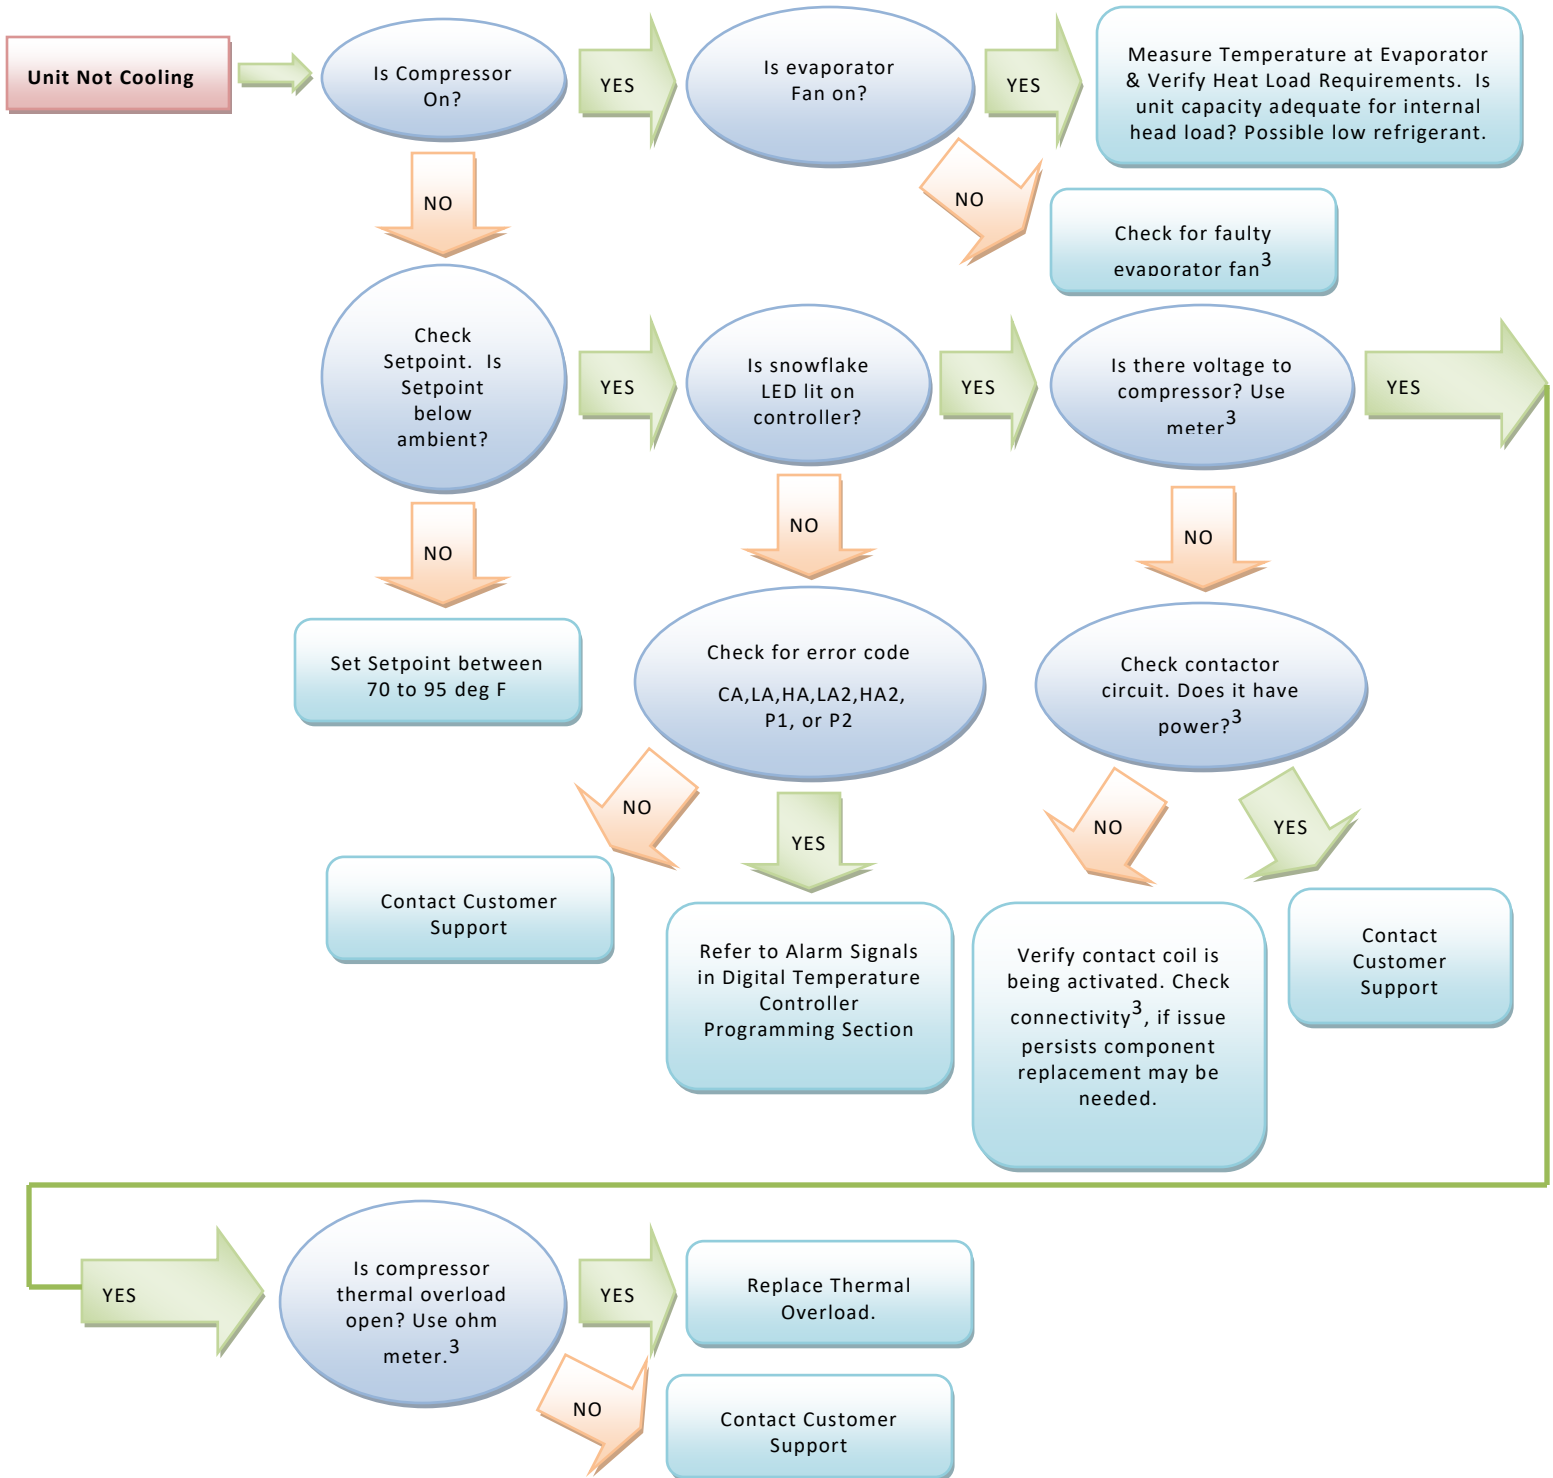 Unit Not Cooling
Is Compressor
On?
YES
Is evaporator
Fan on?
YES
Measure Temperature at Evaporator
& Verify Heat Load Requirements. Is
unit capacity adequate for internal
head load? Possible low refrigerant.
NO
NO
Check for faulty
evaporator fan3
Check
Setpoint. Is
Setpoint
below
ambient?
YES
Is snowflake
LED lit on
controller?
YES
Is there voltage to
compressor? Use
meter3
YES
NO
NO
NO
Set Setpoint between
70 to 95 deg F
Check for error code
CA,LA,HA,LA2,HA2,
P1, or P2
Check contactor
circuit. Does it have
power?3
NO
YES
NO
YES
Contact Customer
Support
Refer to Alarm Signals
in Digital Temperature
Controller
Programming Section
Verify contact coil is
being activated. Check
connectivity3, if issue
persists component
replacement may be
needed.
Contact
Customer
Support
YES
Is compressor
thermal overload
open? Use ohm
meter.3
YES
Replace Thermal
Overload.
NO
Contact Customer
Support